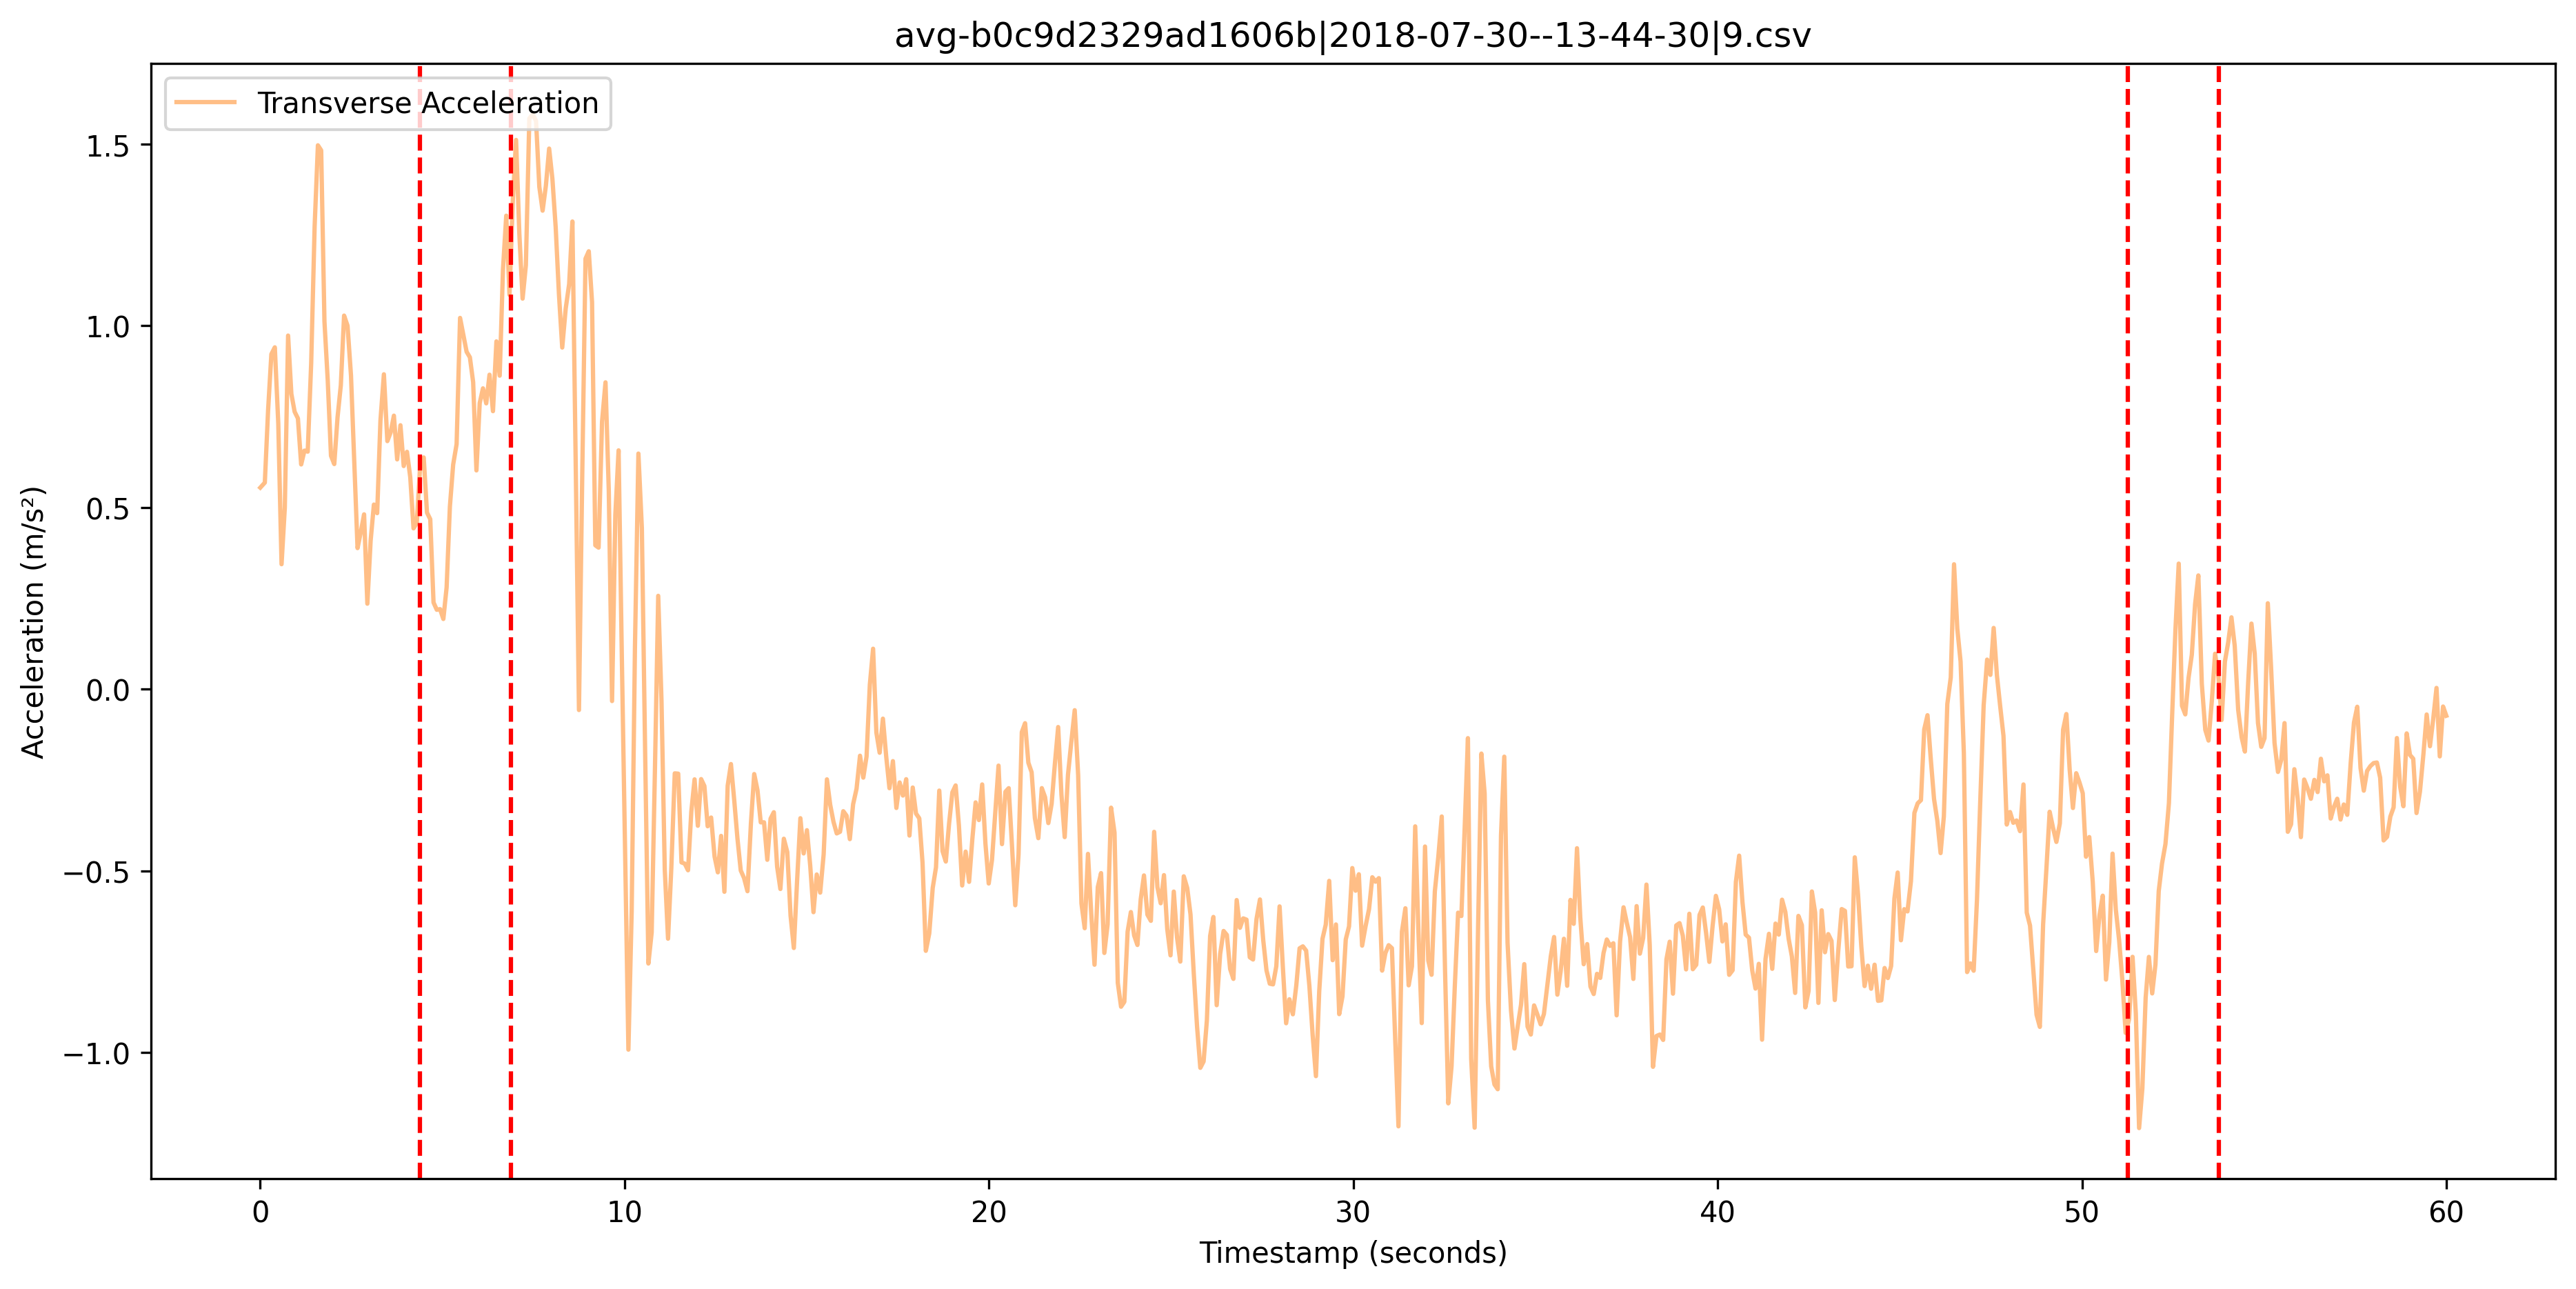 avg-b0c9d2329ad1606b|2018-07-30--13-44-30|9.csv
Transverse Acceleration
1.5
1.0
0.5
0.0
−0.5
−1.0
Acceleration (m/s²)
0 10 20 30 40 50 60
Timestamp (seconds)